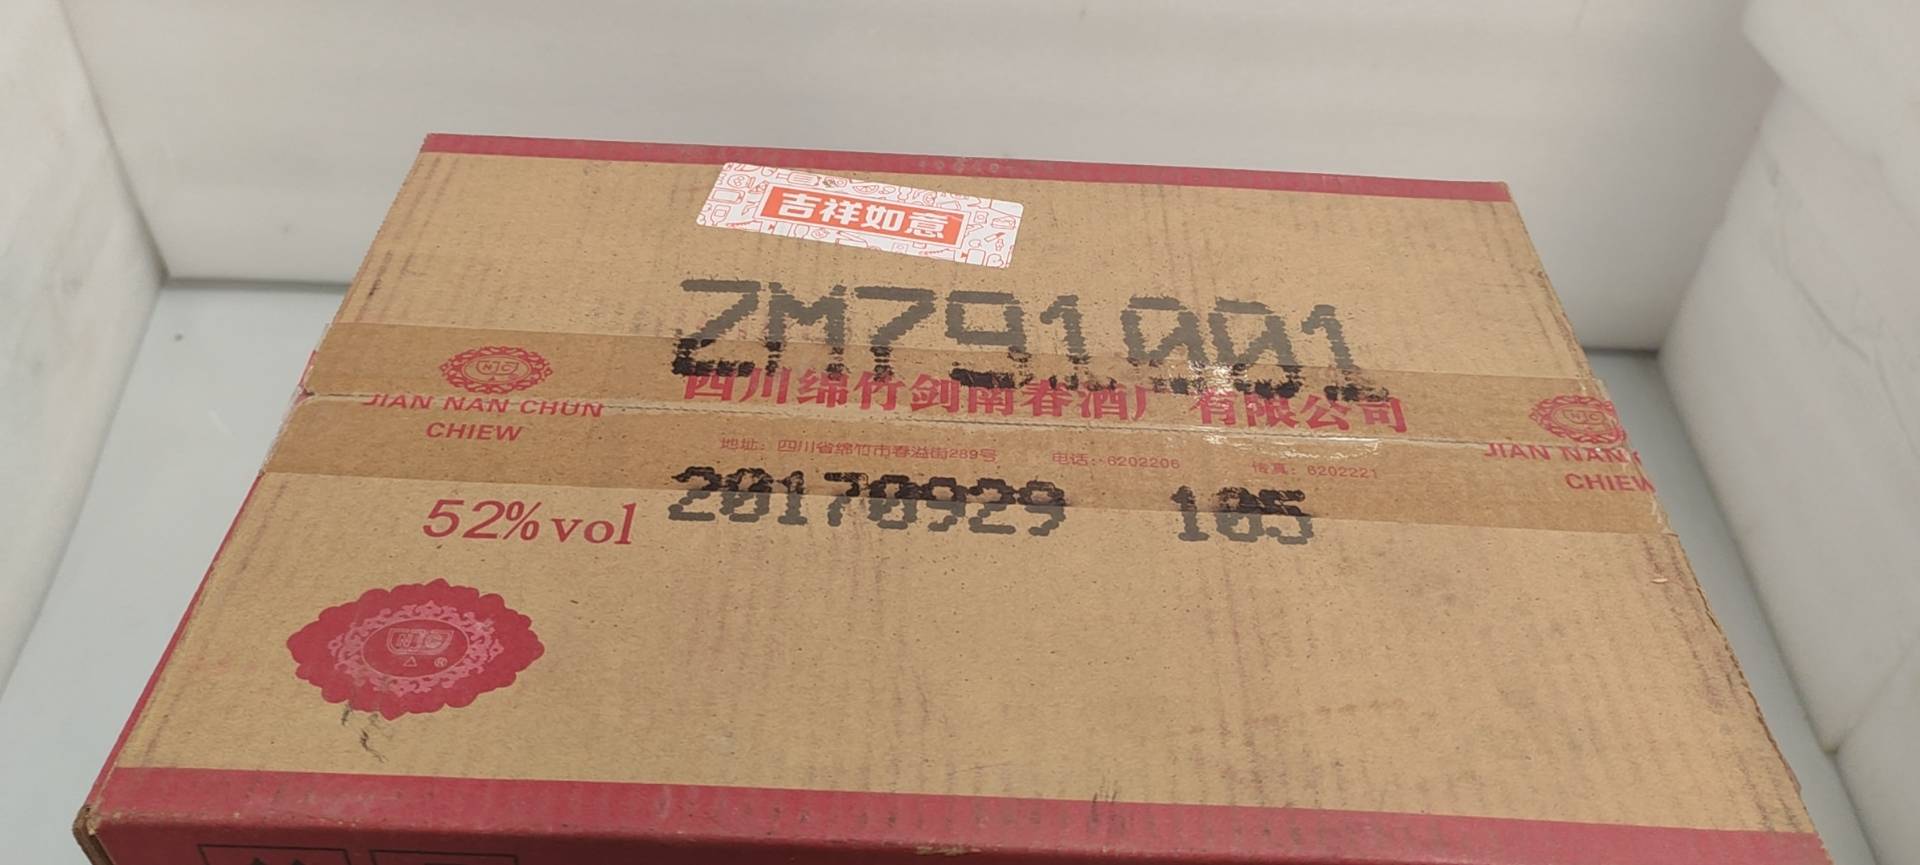 吉祥如意
ZM791001
四川绵竹剑南春酒厂有限公司
JIAN NAN CHUN
CHIEW
JIAN NAN
CHIEW
地址：四川省绵竹市春溢街289号 电话：6202206 传真：6202221
20170929 105
52%vol
NC